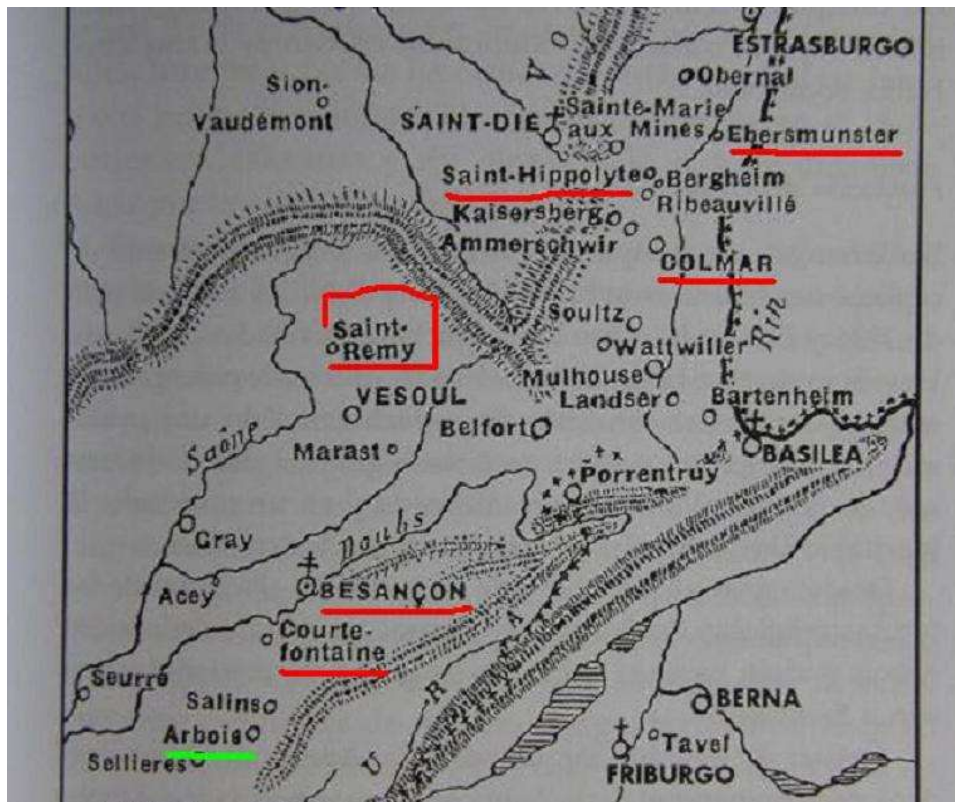 ESTRASBURGO
Obernal
V
O
Sion-
Vaudémont
Sainte-Marie
SAINT-DIE
aux Mines
Ebersmunster
Saint-Hippolyte
Bergheim
Ribeauvillé
Kaisersberg
Ammerschwir
COLMAR
Rin
Soultz
Saint-
Remy
Wattwiller
Mulhouse
VESOUL
Landser
Bartenheim
Saône
Marast
Belfort
BASILEA
Porrentruy
Doubs
Gray
Acey
BESANÇON
Courte-
fontaine
A
R
U
Seurre
Salins
Arbois
Sellieres
BERNA
Tavel
FRIBURGO